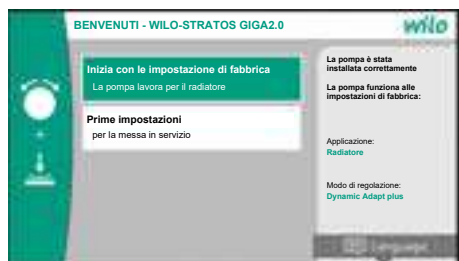 BENVENUTI - WILO-STRATOS GIGA2.0
wilo
Inizia con le impostazione di fabbrica
La pompa lavora per il radiatore
Prime impostazioni
per la messa in servizio
La pompa è stata
installata correttamente
La pompa funziona alle
impostazioni di fabbrica:
Applicazione:
Radiatore
Modo di regolazione:
Dynamic Adapt plus
Language